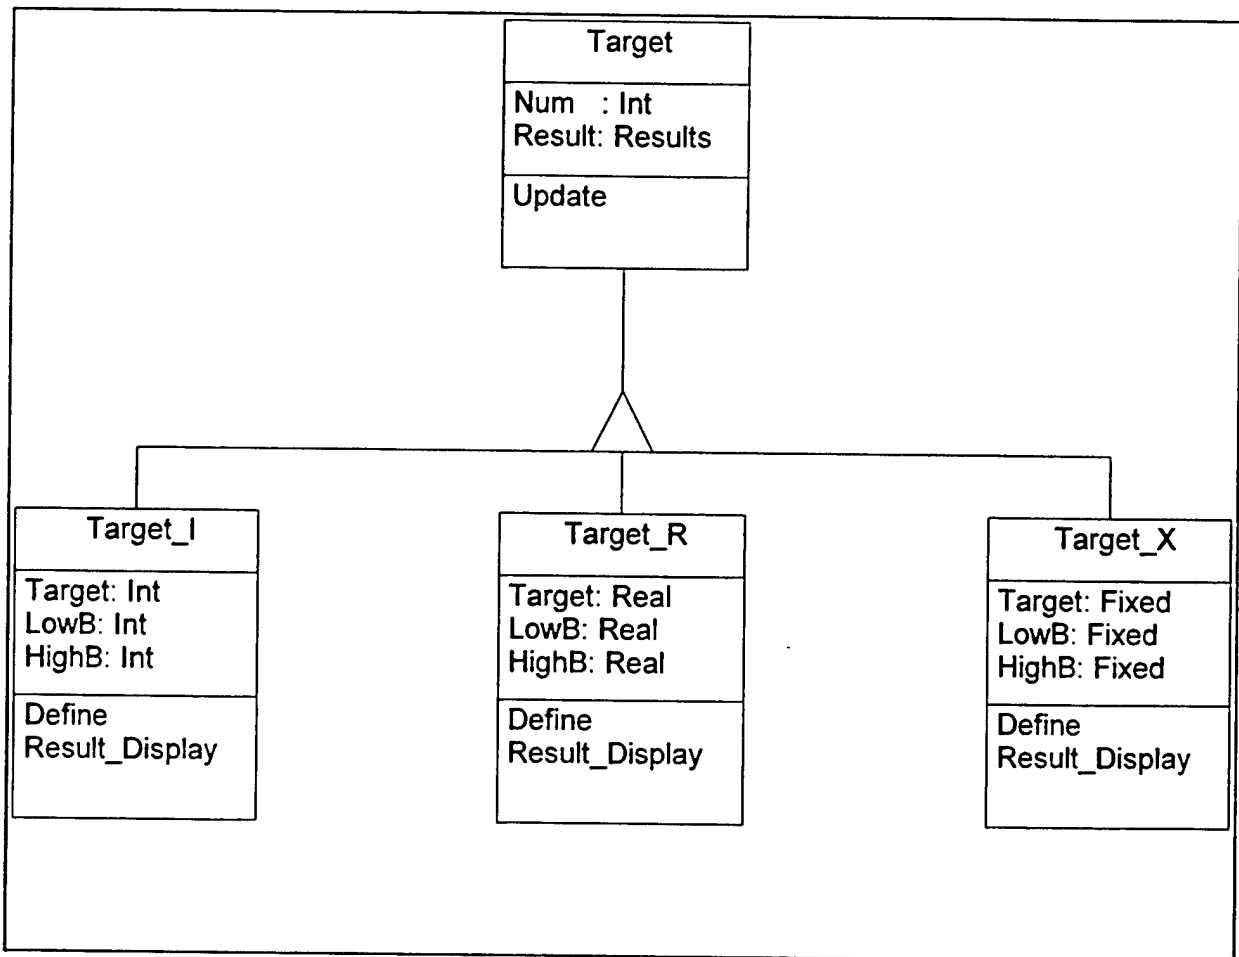 Target
Num : Int
Result: Results
Update
Target_I
Target: Int
LowB: Int
HighB: Int
Define
Result_Display
Target_R
Target: Real
LowB: Real
HighB: Real
Define
Result_Display
Target_X
Target: Fixed
LowB: Fixed
HighB: Fixed
Define
Result_Display